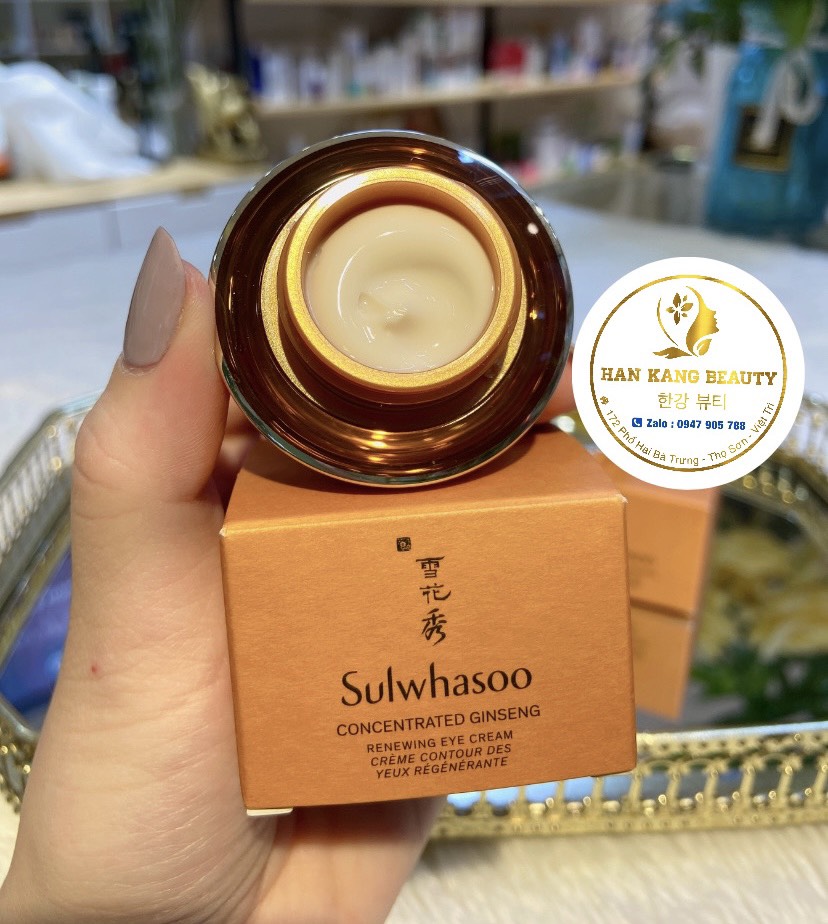 HAN KANG BEAUTY
한강 뷰티
Zalo : 0947 905 788
172 Phố Hai Bà Trưng - Thọ Sơn - Việt Trì
雪
花
秀
Sulwhasoo
CONCENTRATED GINSENG
RENEWING EYE CREAM
CRÈME CONTOUR DES
YEUX RÉGÉNÉRANTE